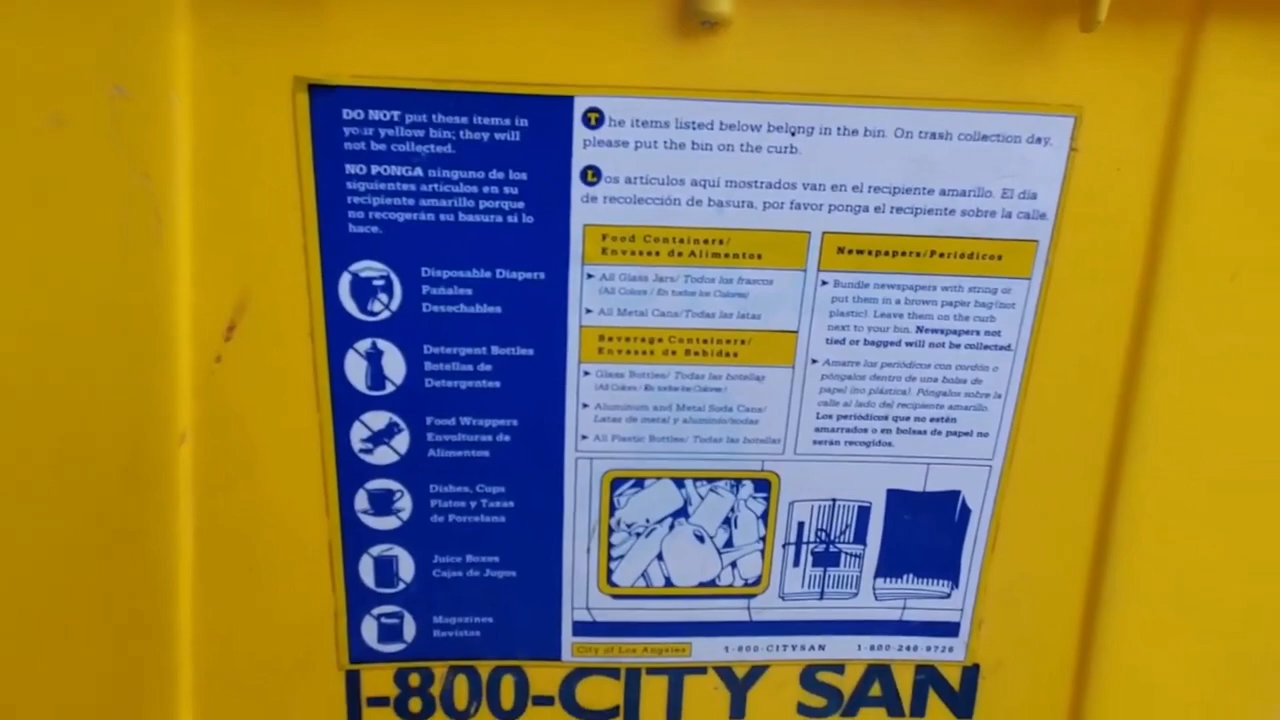 DO NOT put these items in
your yellow bin; they will
not be collected.
NO PONGA ninguno de los
siguientes artículos en su
recipiente amarillo porque
no recogerán su basura si lo
hace.
Disposable Diapers
Pañales
Desechables
Detergent Bottles
Botellas de
Detergentes
Food Wrappers
Envolturas de
Alimentos
Dishes, Cups
Platos y Tazas
de Porcelana
Juice Boxes
Cajas de Jugos
Magazines
Revistas
The items listed below belong in the bin. On trash collection day,
please put the bin on the curb.
Los artículos aquí mostrados van en el recipiente amarillo. El día
de recolección de basura, por favor ponga el recipiente sobre la calle.
Food Containers/
Envases de Alimentos
➤ All Glass Jars/ Todos los frascos
(All Colors / En todos los Colores)
➤ All Metal Cans/Todas las latas
Beverage Containers/
Envases de Bebidas
➤ Glass Bottles/ Todas las botellas
(All Colors / En todos los Colores)
➤ Aluminum and Metal Soda Cans/
Latas de metal y aluminio/sodas
➤ All Plastic Bottles/ Todas las botellas
Newspapers/Periódicos
➤ Bundle newspapers with string or
put them in a brown paper bag (not
plastic). Leave them on the curb
next to your bin. Newspapers not
tied or bagged will not be collected.
➤ Amarre los periódicos con cordón o
póngalos dentro de una bolsa de
papel (no plástica). Póngalos sobre la
calle al lado del recipiente amarillo.
Los periódicos que no estén
amarrados o en bolsas de papel no
serán recogidos.
City of Los Angeles
1-800-CITYSAN
1-800-248-9726
1-800-CITY SAN